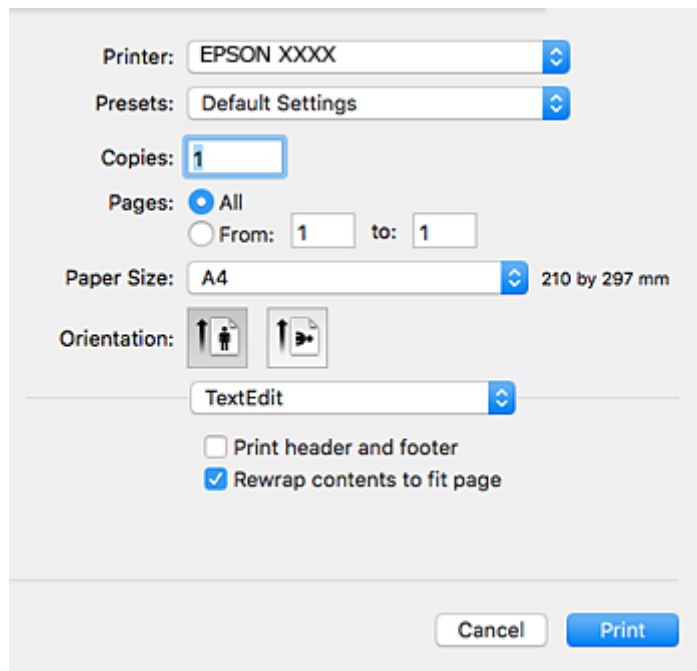 Printer: EPSON XXXX
Presets: Default Settings
Copies: 1
Pages: All
From: 1 to: 1
Paper Size: A4 210 by 297 mm
Orientation:
TextEdit
Print header and footer
Rewrap contents to fit page
Cancel Print